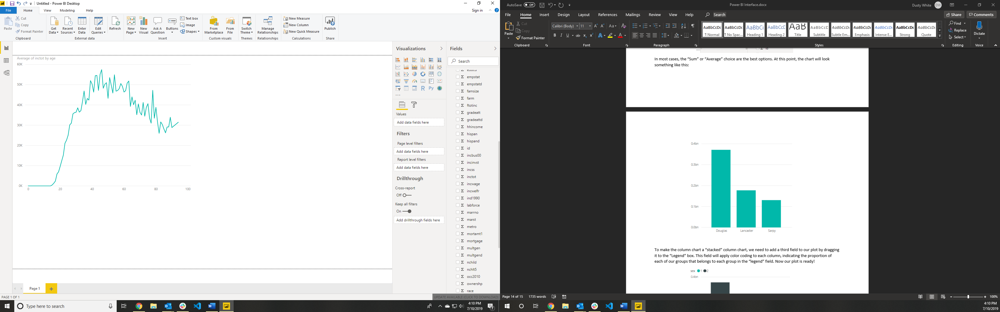 Untitled - Power BI Desktop
File Home View Modeling Help
Sign in
Paste
Cut
Copy
Format Painter
Clipboard
Get Data
Recent Sources
Enter Data
Edit Queries
Refresh
External data
New Page
New Visual
Ask A Question
Buttons
Text box
Image
Shapes
Insert
From Marketplace
From File
Custom visuals
Switch Theme
Themes
Manage Relationships
Relationships
New Measure
New Column
New Quick Measure
Calculations
Publish
Share
Average of inctot by age
60K
50K
40K
30K
20K
10K
0K
0 20 40 60 80 100
Visualizations
R Py
Values
Add data fields here
Filters
Page level filters
Add data fields here
Report level filters
Add data fields here
Drillthrough
Cross-report
Off
Keep all filters
On
Add drillthrough fields here
Fields
Search
educd
empstat
empstatd
famsize
farm
ftotinc
gradeatt
gradeattd
hhincome
hispan
hispand
id
incbus00
incinvst
incss
inctot
incwage
incwelfr
ind1990
labforce
marrno
marst
metro
mortamt1
mortgage
multgen
multgend
nchild
nchlt5
occ2010
ownershp
race
Page 1
PAGE 1 OF 1
UPDATE AVAILABLE (CLICK TO DOWNLOAD)
Type here to search
4:10 PM
7/10/2019
7
AutoSave Off
Power BI Interface.docx
Dusty White DW
File Home Insert Design Layout References Mailings Review View Help Search
Share Comments
Paste
Cut
Copy
Format Painter
Clipboard
Calibri (Body) 11
Font
Paragraph
AaBbCcDc ¶ Normal
AaBbCcDc ¶ No Spac...
AaBbCc Heading 1
AaBbCcD Heading 2
AaB Title
AaBbCcD Subtitle
AaBbCcDc Subtle Em...
AaBbCcDc Emphasis
AaBbCcDc Intense E...
AaBbCcDc Strong
AaBbCcDc Quote
Styles
Find
Replace
Select
Editing
Dictate
Voice
In most cases, the “Sum” or “Average” choice are the best options. At this point, the chart will look
something like this:
0.4bn
0.3bn
0.2bn
0.1bn
0.0bn
Douglas Lancaster Sarpy
To make the column chart a “stacked” column chart, we need to add a third field to our plot by dragging
it to the “Legend” box. This field will apply color coding to each column, indicating the proportion of
each of our groups that belongs to each group in the “legend” field. Now our plot is ready!
sex 1 2
0.4bn
Page 14 of 15 1735 words
100%
4:10 PM
7/10/2019